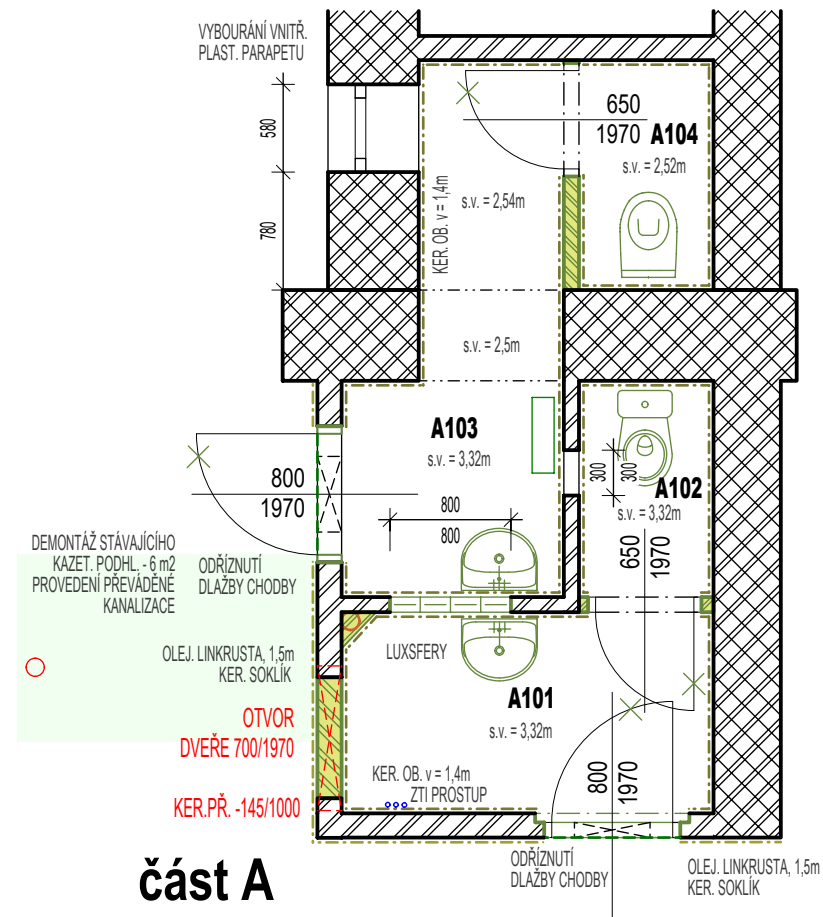 VYBOURÁNÍ VNITŘ.
PLAST. PARAPETU
580
780
650
1970
A104
s.v. = 2,52m
KER. OB. v = 1,4m
s.v. = 2,54m
s.v. = 2,5m
A103
s.v. = 3,32m
800
1970
800
800
300
300
A102
s.v. = 3,32m
650
1970
DEMONTÁŽ STÁVAJÍCÍHO
KAZET. PODHL. - 6 m2
PROVEDENÍ PŘEVÁDĚNÉ
KANALIZACE
ODŘÍZNUTÍ
DLAŽBY CHODBY
OLEJ. LINKRUSTA, 1,5m
KER. SOKLÍK
LUXSFERY
A101
s.v. = 3,32m
OTVOR
DVEŘE 700/1970
KER.PŘ. -145/1000
KER. OB. v = 1,4m
ZTI PROSTUP
800
1970
část A
ODŘÍZNUTÍ
DLAŽBY CHODBY
OLEJ. LINKRUSTA, 1,5m
KER. SOKLÍK